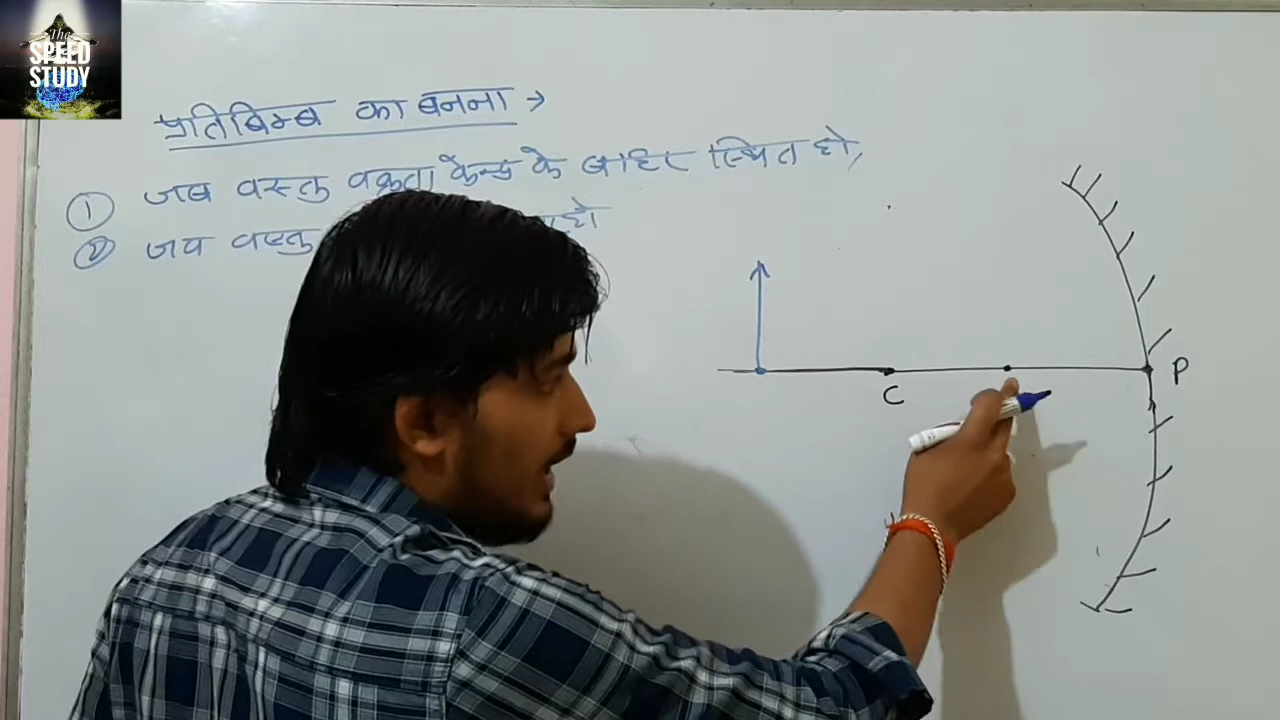 The
SPEED
STUDY
प्रतिबिम्ब का बनना →
① जब वस्तु वक्रता केन्द्र के बाहर स्थित हो,
② जब वस्तु हो
C
P